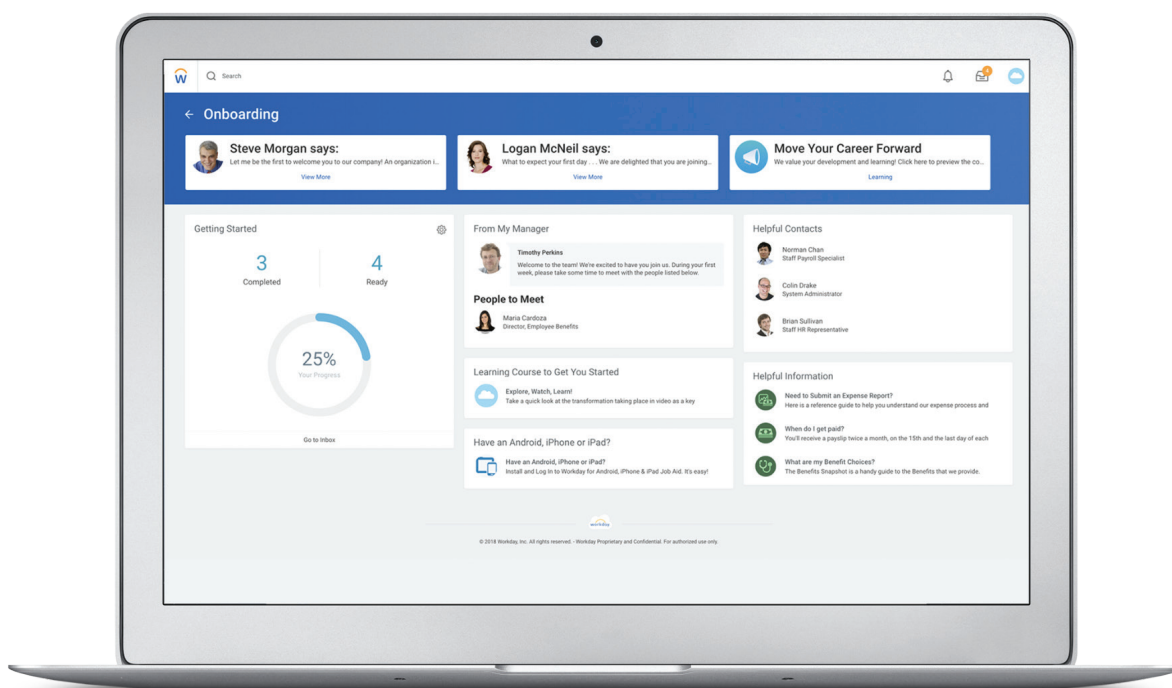 W
Search
4
Onboarding
Steve Morgan says:
Let me be the first to welcome you to our company! An organization i...
View More
Logan McNeil says:
What to expect your first day . . . We are delighted that you are joining...
View More
Move Your Career Forward
We value your development and learning! Click here to preview the co...
Learning
Getting Started
3
Completed
4
Ready
25%
Your Progress
Go to Inbox
From My Manager
Timothy Perkins
Welcome to the team! We're excited to have you join us. During your first
week, please take some time to meet with the people listed below.
People to Meet
Maria Cardoza
Director, Employee Benefits
Learning Course to Get You Started
Explore, Watch, Learn!
Take a quick look at the transformation taking place in video as a key
Have an Android, iPhone or iPad?
Have an Android, iPhone or iPad?
Install and Log In to Workday for Android, iPhone & iPad Job Aid. It's easy!
Helpful Contacts
Norman Chan
Staff Payroll Specialist
Colin Drake
System Administrator
Brian Sullivan
Staff HR Representative
Helpful Information
Need to Submit an Expense Report?
Here is a reference guide to help you understand our expense process and
When do I get paid?
You'll receive a payslip twice a month, on the 15th and the last day of each
What are my Benefit Choices?
The Benefits Snapshot is a handy guide to the Benefits that we provide.
workday
© 2018 Workday, Inc. All rights reserved. - Workday Proprietary and Confidential. For authorized use only.